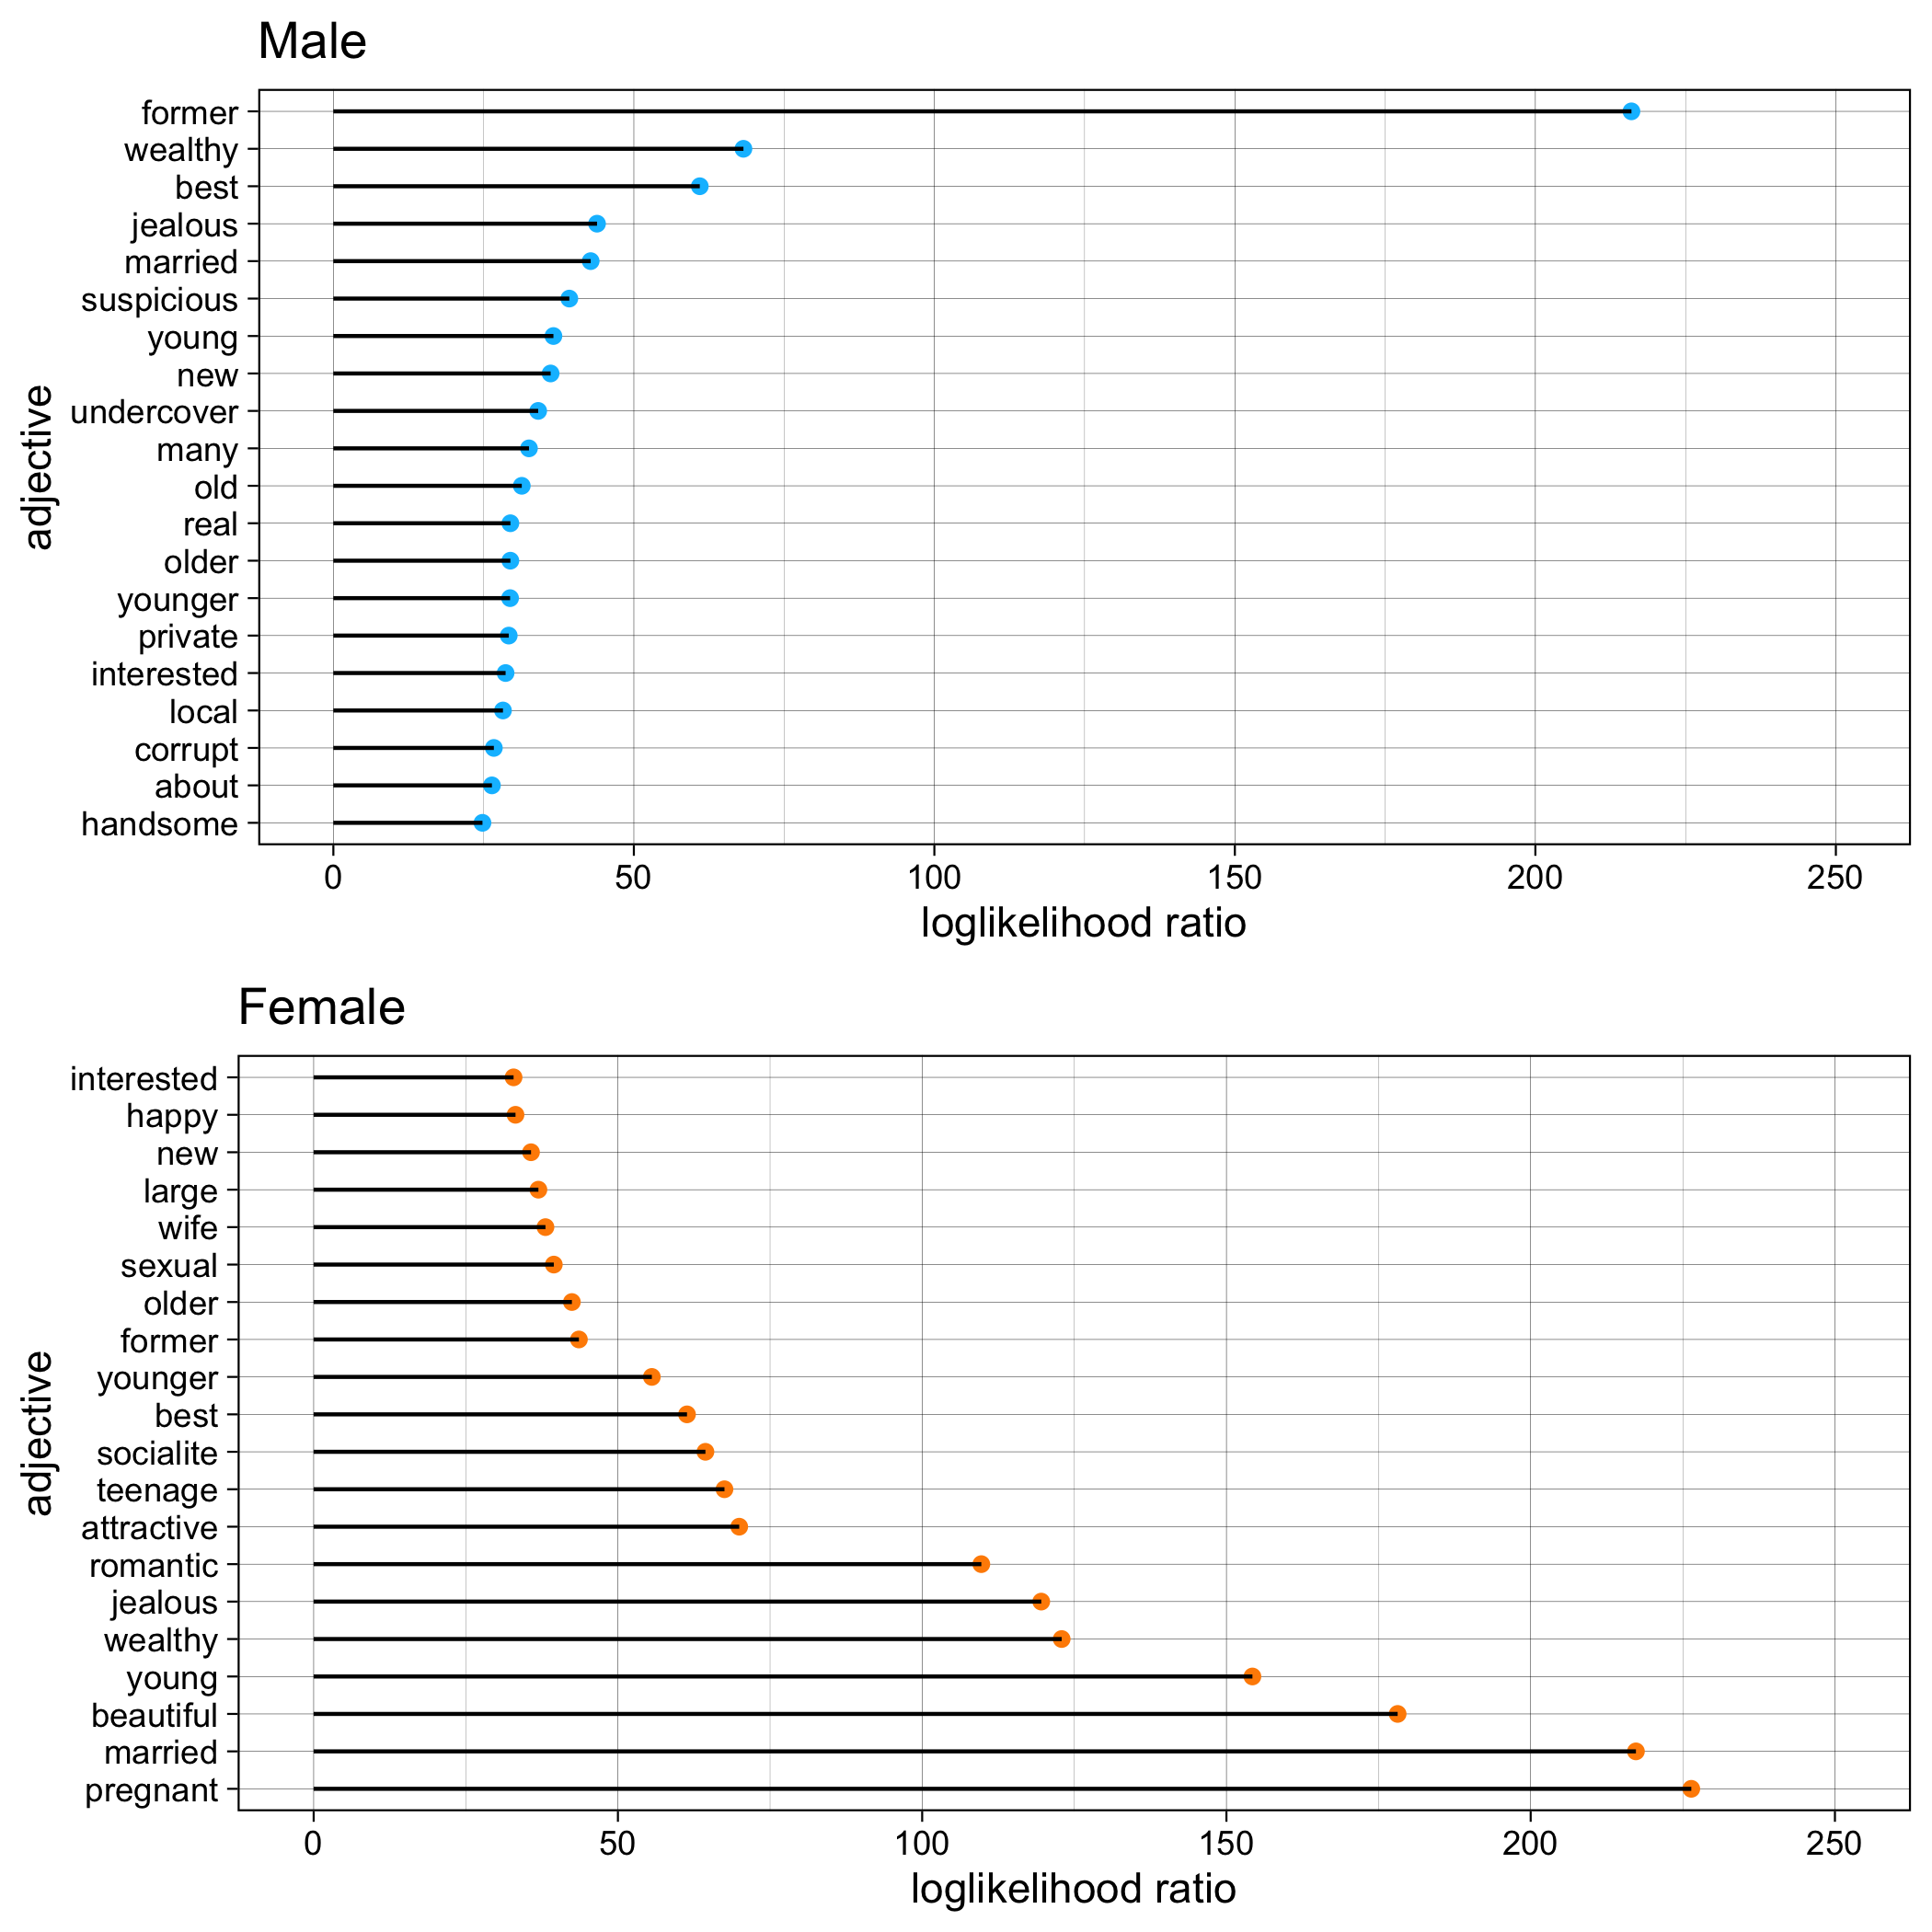 Male
former
wealthy
best
jealous
married
suspicious
young
new
undercover
many
old
real
older
younger
private
interested
local
corrupt
about
handsome
adjective
0 50 100 150 200 250
loglikelihood ratio
Female
interested
happy
new
large
wife
sexual
older
former
younger
best
socialite
teenage
attractive
romantic
jealous
wealthy
young
beautiful
married
pregnant
adjective
0 50 100 150 200 250
loglikelihood ratio